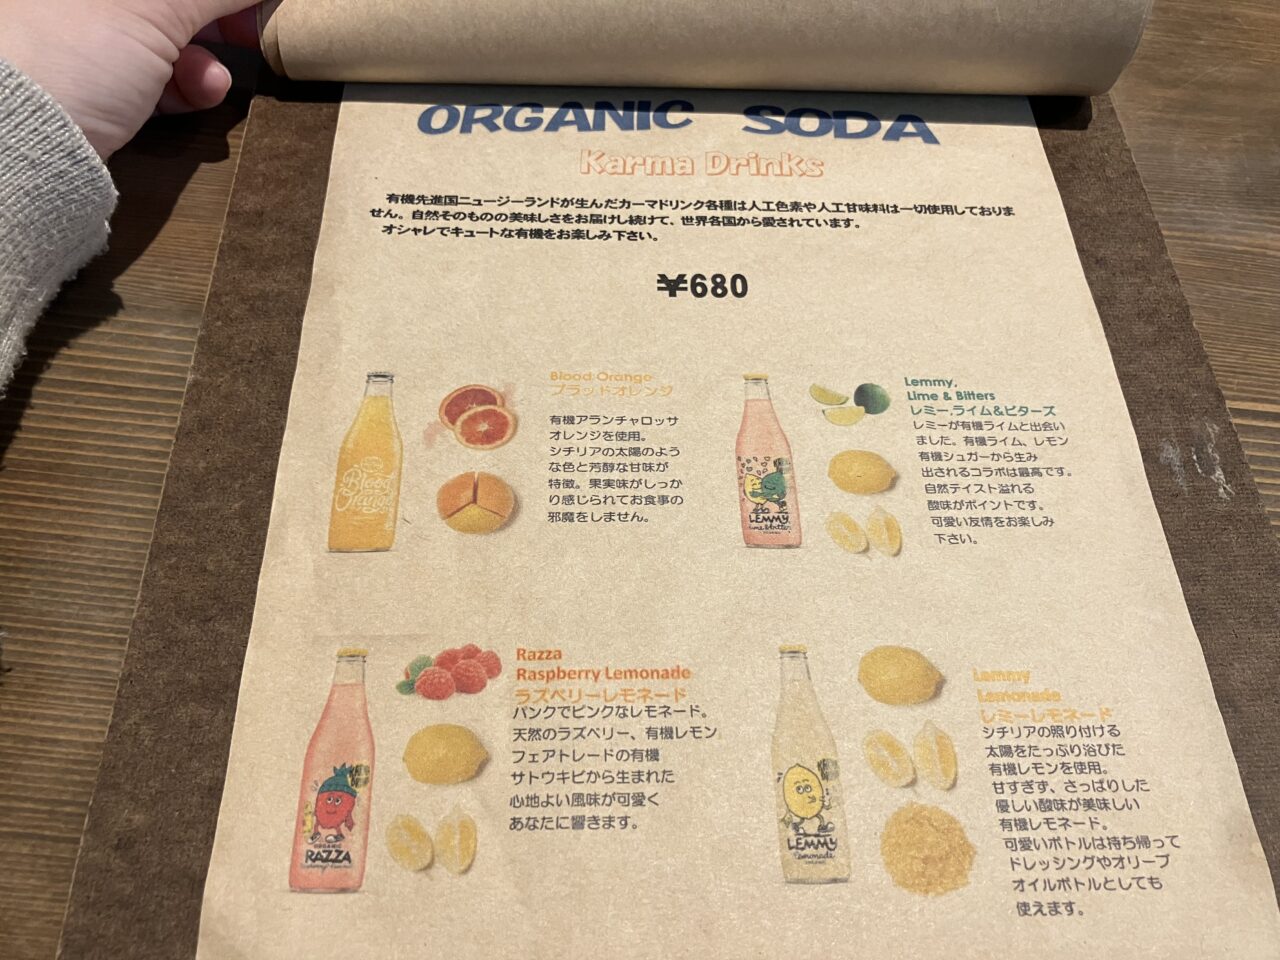 ORGANIC SODA
Karma Drinks
有機先進国ニュージーランドが生んだカーマドリンク各種は人工色素や人工甘味料は一切使用しておりま
せん。自然そのものの美味しさをお届けし続けて、世界各国から愛されています。
オシャレでキュートな有機をお楽しみ下さい。
¥680
Blood Orange
ブラッドオレンジ
有機アランチャロッサ
オレンジを使用。
シチリアの太陽のよう
な色と芳醇な甘味が
特徴。果実味がしっか
り感じられてお食事の
邪魔をしません。
Lemmy,
Lime & Bitters
レミー,ライム&ビターズ
レミーが有機ライムと出会い
ました。有機ライム、レモン
有機シュガーから生み
出されるコラボは最高です。
自然テイスト溢れる
酸味がポイントです。
可愛い友情をお楽しみ
下さい。
Blood
Orange
LEMMY
Razza
Raspberry Lemonade
ラズベリーレモネード
パンクでピンクなレモネード。
天然のラズベリー、有機レモン
フェアトレードの有機
サトウキビから生まれた
心地よい風味が可愛く
あなたに響きます。
Lemmy
Lemonade
レミーレモネード
シチリアの照り付ける
太陽をたっぷり浴びた
有機レモンを使用。
甘すぎず、さっぱりした
優しい酸味が美味しい
有機レモネード。
可愛いボトルは持ち帰って
ドレッシングやオリーブ
オイルボトルとしても
使えます。
ORGANIC
RAZZA
LEMMY
Lemonade